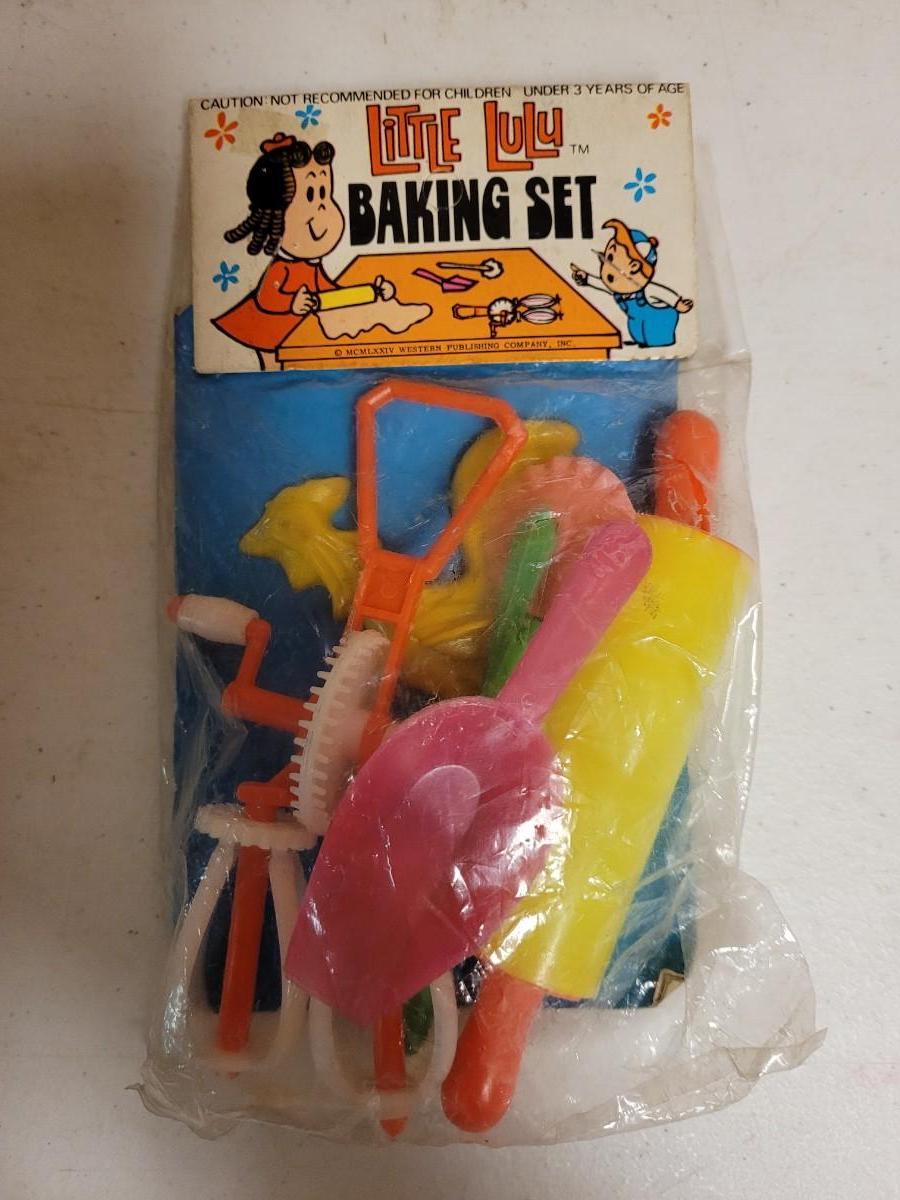 CAUTION: NOT RECOMMENDED FOR CHILDREN UNDER 3 YEARS OF AGE
LITTLE LULU TM
BAKING SET
© MCMLXXIV WESTERN PUBLISHING COMPANY, INC.